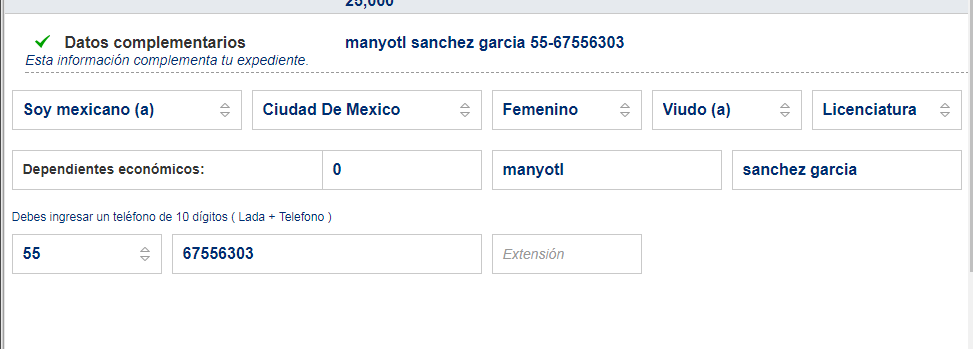 25,000
Datos complementarios manyotl sanchez garcia 55-67556303
Esta información complementa tu expediente.
Soy mexicano (a) Ciudad De Mexico Femenino Viudo (a) Licenciatura
Dependientes económicos: 0 manyotl sanchez garcia
Debes ingresar un teléfono de 10 dígitos ( Lada + Telefono )
55 67556303 Extensión